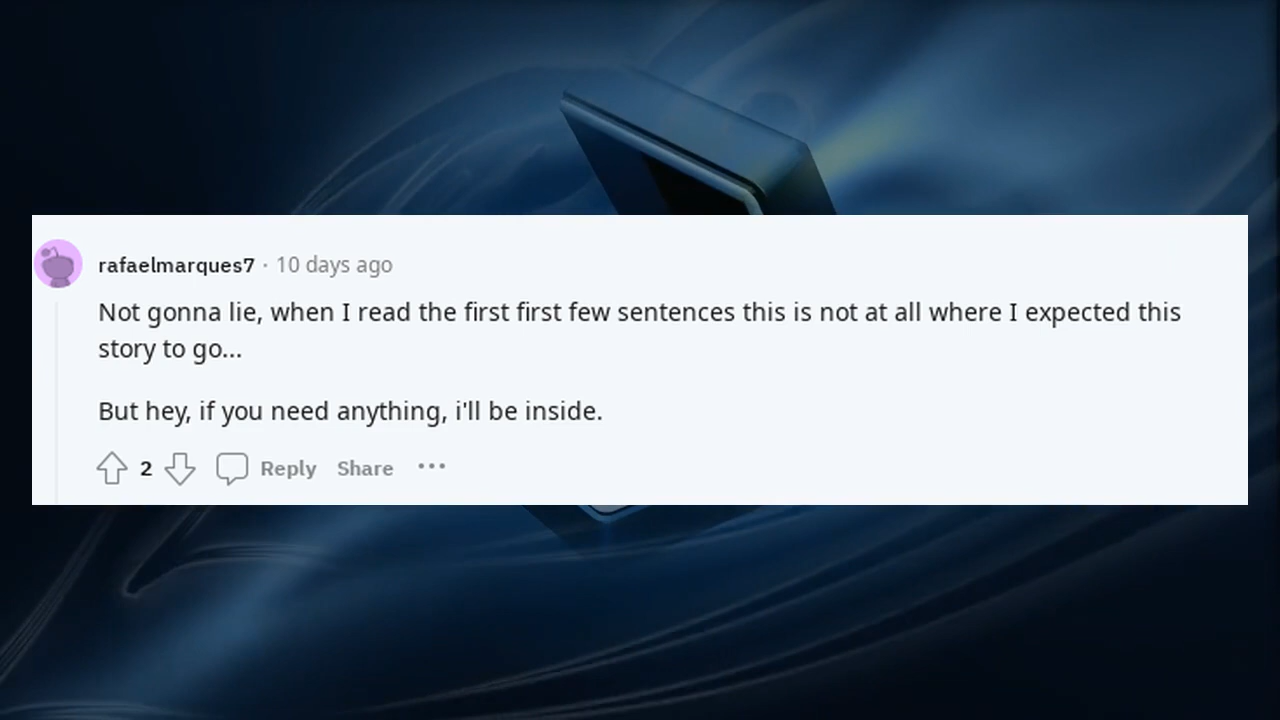 rafaelmarques7 · 10 days ago
Not gonna lie, when I read the first first few sentences this is not at all where I expected this
story to go...
But hey, if you need anything, i'll be inside.
2 Reply Share ···